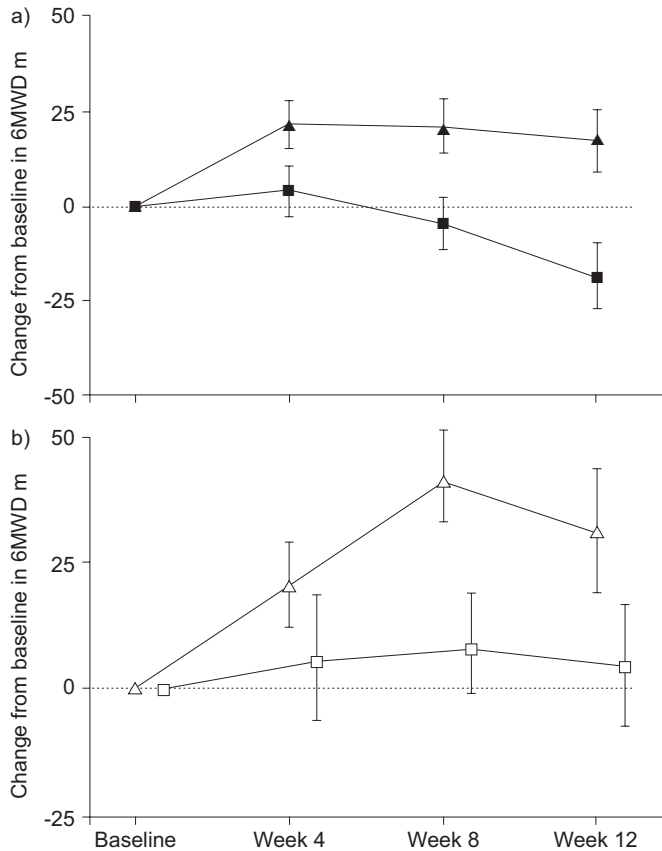 a)
50
25
0
-25
-50
Change from baseline in 6MWD m
b)
50
25
0
-25
Change from baseline in 6MWD m
Baseline Week 4 Week 8 Week 12